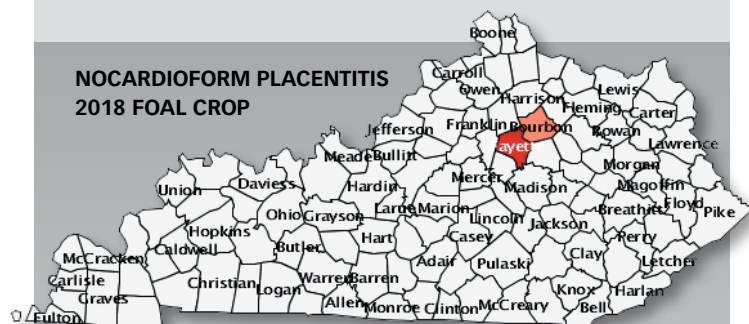 Boone
NOCARDIOFORM PLACENTITIS
2018 FOAL CROP
Carroll
Owen
Harrison
Lewis
Fleming
Carter
Jefferson
Franklin
Bourbon
Rowan
Lawrence
Fayette
Meade
Bullitt
Morgan
Mercer
Madison
Magoffin
Union
Daviess
Hardin
Floyd
Pike
Ohio
Grayson
Larue
Marion
Lincoln
Breathitt
Jackson
Hopkins
Hart
Casey
Perry
Caldwell
Butler
Clay
McCracken
Adair
Pulaski
Letcher
Carlisle
Christian
Logan
Warren
Barren
Knox
Harlan
Graves
Allen
Monroe
Clinton
McCreary
Bell
Fulton